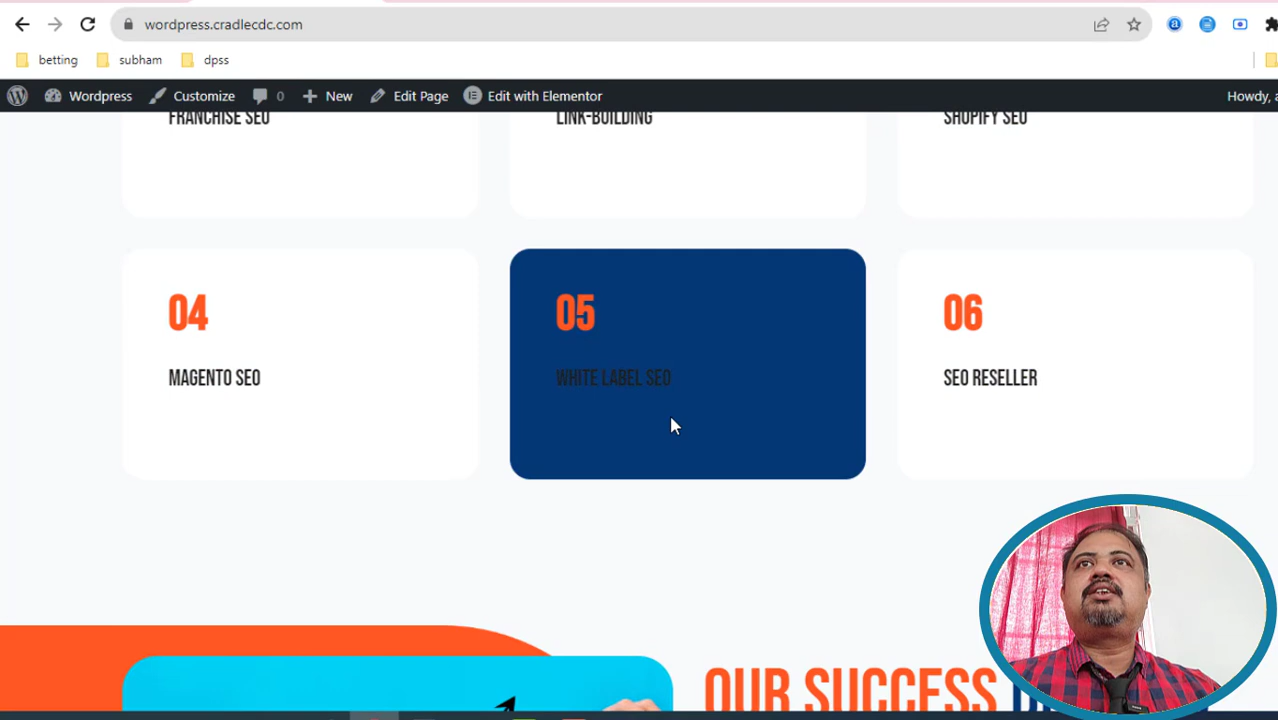 wordpress.cradlecdc.com
betting subham dpss
Wordpress Customize 0 New Edit Page Edit with Elementor Howdy, a
FRANCHISE SEO LINK-BUILDING SHOPIFY SEO
04 05 06
MAGENTO SEO WHITE LABEL SEO SEO RESELLER
OUR SUCCESS